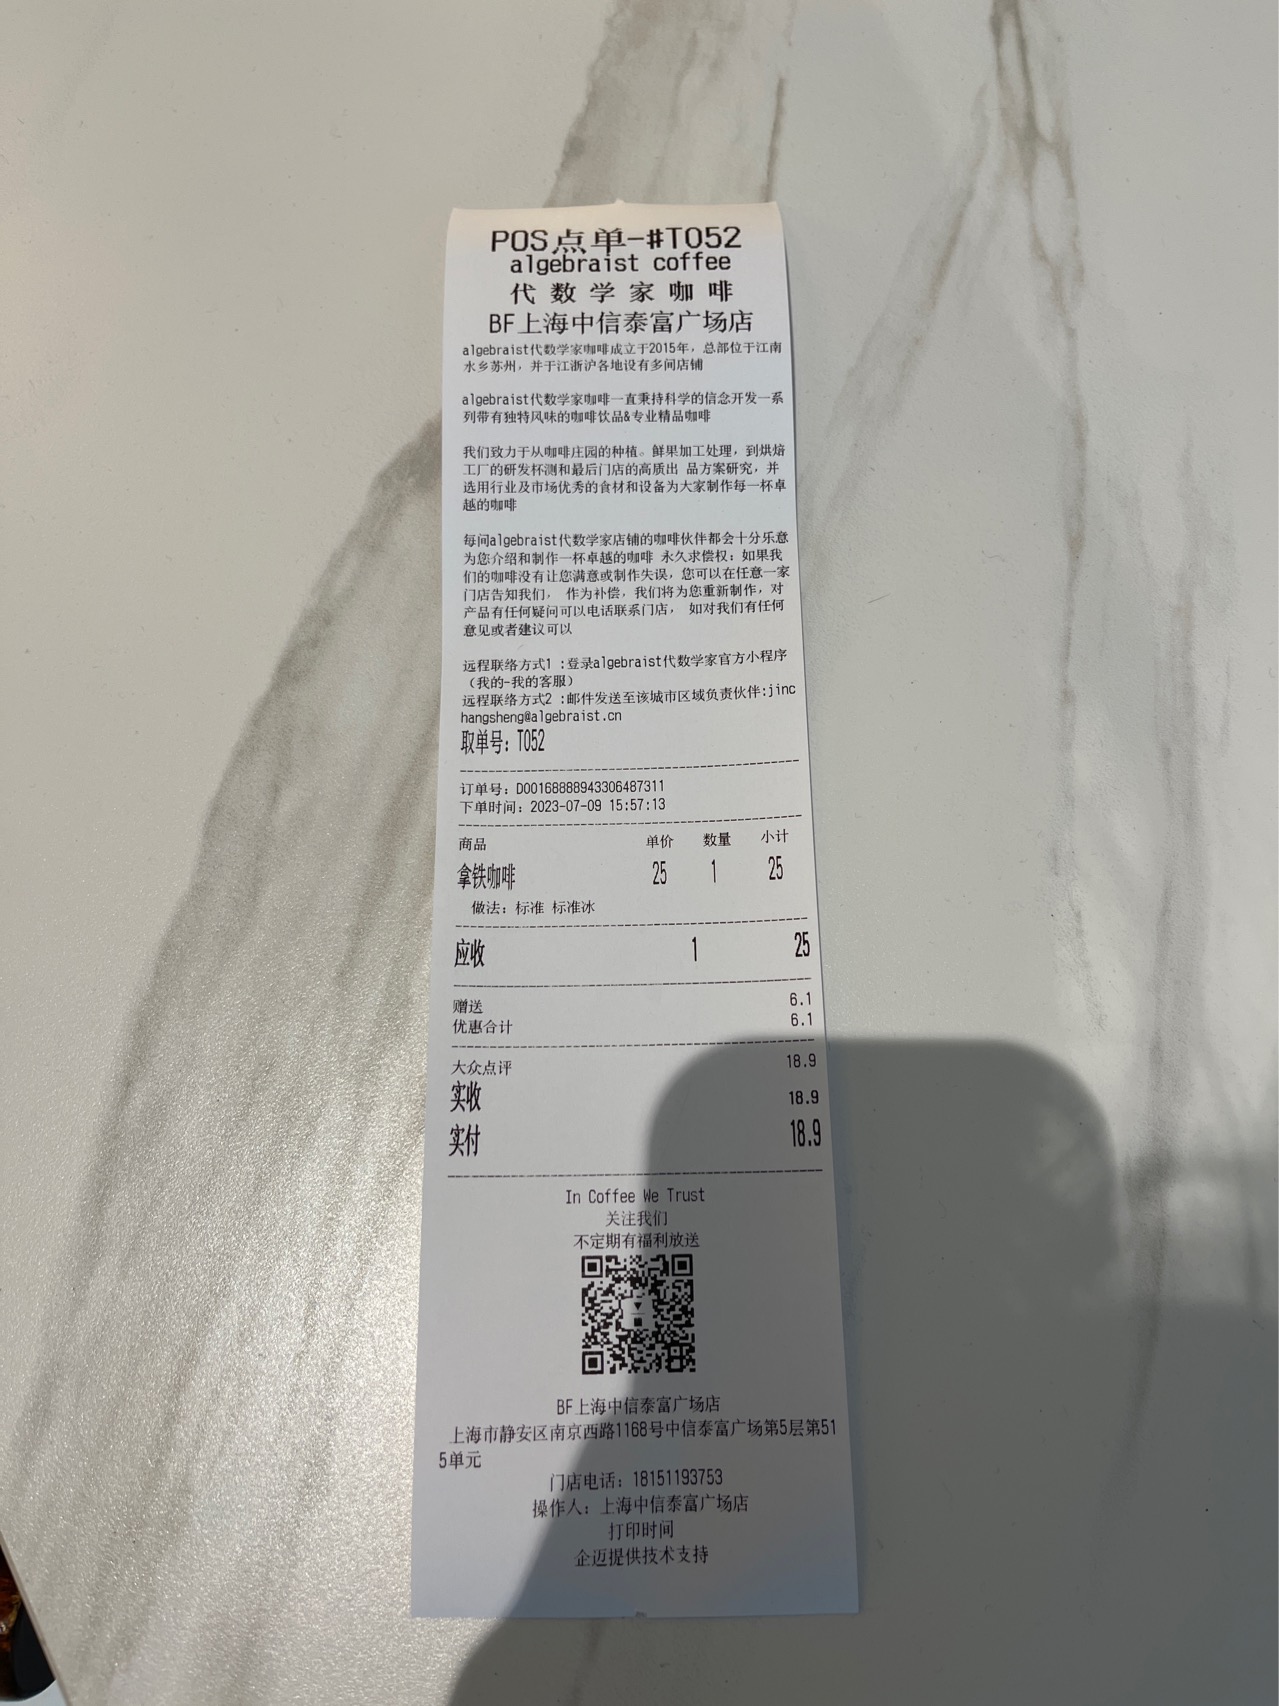 POS点单-#T052
algebraist coffee
代数学家咖啡
BF上海中信泰富广场店
algebraist代数学家咖啡成立于2015年，总部位于江南
水乡苏州，并于江浙沪各地设有多间店铺
algebraist代数学家咖啡一直秉持科学的信念开发一系
列带有独特风味的咖啡饮品&专业精品咖啡
我们致力于从咖啡庄园的种植。鲜果加工处理，到烘焙
工厂的研发杯测和最后门店的高质出 品方案研究，并
选用行业及市场优秀的食材和设备为大家制作每一杯卓
越的咖啡
每间algebraist代数学家店铺的咖啡伙伴都会十分乐意
为您介绍和制作一杯卓越的咖啡 永久求偿权：如果我
们的咖啡没有让您满意或制作失误，您可以在任意一家
门店告知我们， 作为补偿，我们将为您重新制作，对
产品有任何疑问可以电话联系门店， 如对我们有任何
意见或者建议可以
远程联络方式1 :登录algebraist代数学家官方小程序
（我的-我的客服）
远程联络方式2 :邮件发送至该城市区域负责伙伴:jinc
hangsheng@algebraist.cn
取单号：T052
订单号：D00168888943306487311
下单时间：2023-07-09 15:57:13
商品 单价 数量 小计
拿铁咖啡 25 1 25
做法：标准 标准冰
应收 1 25
赠送 6.1
优惠合计 6.1
大众点评 18.9
实收 18.9
实付 18.9
In Coffee We Trust
关注我们
不定期有福利放送
BF上海中信泰富广场店
上海市静安区南京西路1168号中信泰富广场第5层第51
5单元
门店电话：18151193753
操作人：上海中信泰富广场店
打印时间
企迈提供技术支持